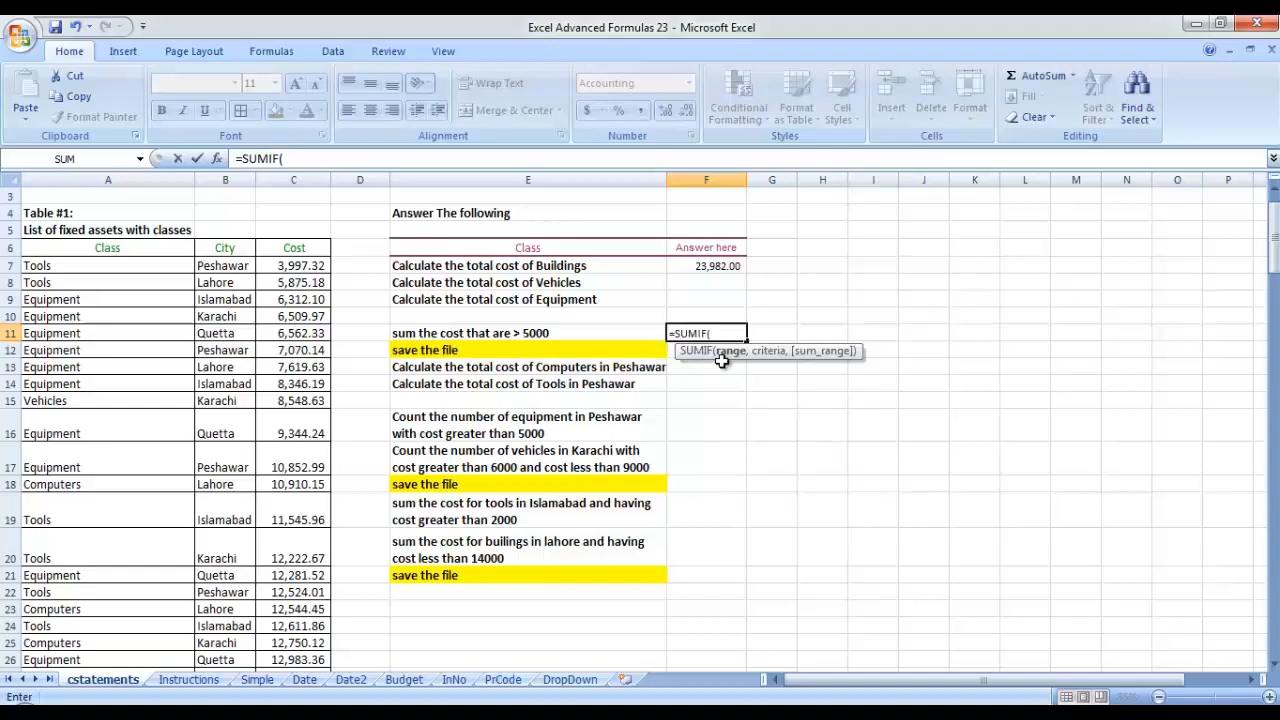 Excel Advanced Formulas 23 - Microsoft Excel
Home Insert Page Layout Formulas Data Review View
Cut
Copy
Format Painter
Paste
Clipboard
11
Font
Wrap Text
Merge & Center
Alignment
Accounting
Number
Conditional Formatting
Format as Table
Cell Styles
Styles
Insert Delete Format
Cells
AutoSum
Fill
Clear
Sort & Filter
Find & Select
Editing
SUM =SUMIF(
A B C D E F G H I J K L M N O P
3
4 Table #1: Answer The following
5 List of fixed assets with classes
6 Class City Cost Class Answer here
7 Tools Peshawar 3,997.32 Calculate the total cost of Buildings 23,982.00
8 Tools Lahore 5,875.18 Calculate the total cost of Vehicles
9 Equipment Islamabad 6,312.10 Calculate the total cost of Equipment
10 Equipment Karachi 6,509.97
11 Equipment Quetta 6,562.33 sum the cost that are > 5000 =SUMIF(
SUMIF(range, criteria, [sum_range])
12 Equipment Peshawar 7,070.14 save the file
13 Equipment Lahore 7,619.63 Calculate the total cost of Computers in Peshawar
14 Equipment Islamabad 8,346.19 Calculate the total cost of Tools in Peshawar
15 Vehicles Karachi 8,548.63
Count the number of equipment in Peshawar
16 Equipment Quetta 9,344.24 with cost greater than 5000
Count the number of vehicles in Karachi with
17 Equipment Peshawar 10,852.99 cost greater than 6000 and cost less than 9000
18 Computers Lahore 10,910.15 save the file
sum the cost for tools in Islamabad and having
19 Tools Islamabad 11,545.96 cost greater than 2000
sum the cost for builings in lahore and having
20 Tools Karachi 12,222.67 cost less than 14000
21 Equipment Quetta 12,281.52 save the file
22 Tools Peshawar 12,524.01
23 Computers Lahore 12,544.45
24 Tools Islamabad 12,611.86
25 Computers Karachi 12,750.12
26 Equipment Quetta 12,983.36
cstatements Instructions Simple Date Date2 Budget InNo PrCode DropDown
Enter